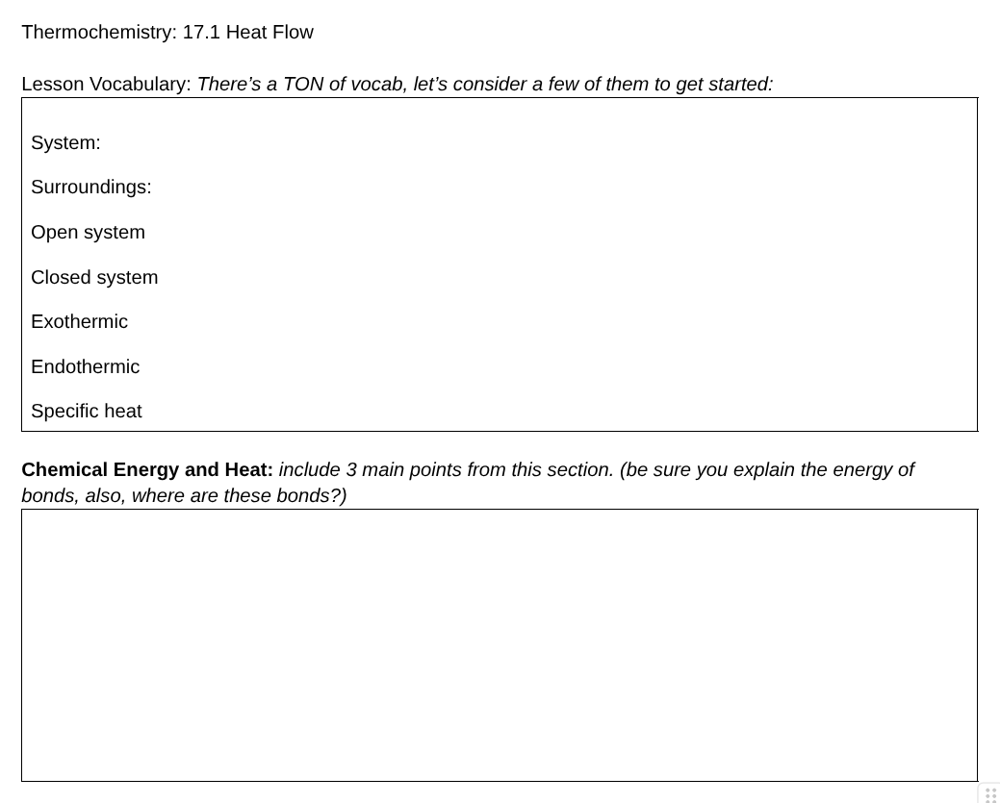 Thermochemistry: 17.1 Heat Flow
Lesson Vocabulary: There’s a TON of vocab, let’s consider a few of them to get started:
System:
Surroundings:
Open system
Closed system
Exothermic
Endothermic
Specific heat
Chemical Energy and Heat: include 3 main points from this section. (be sure you explain the energy of
bonds, also, where are these bonds?)